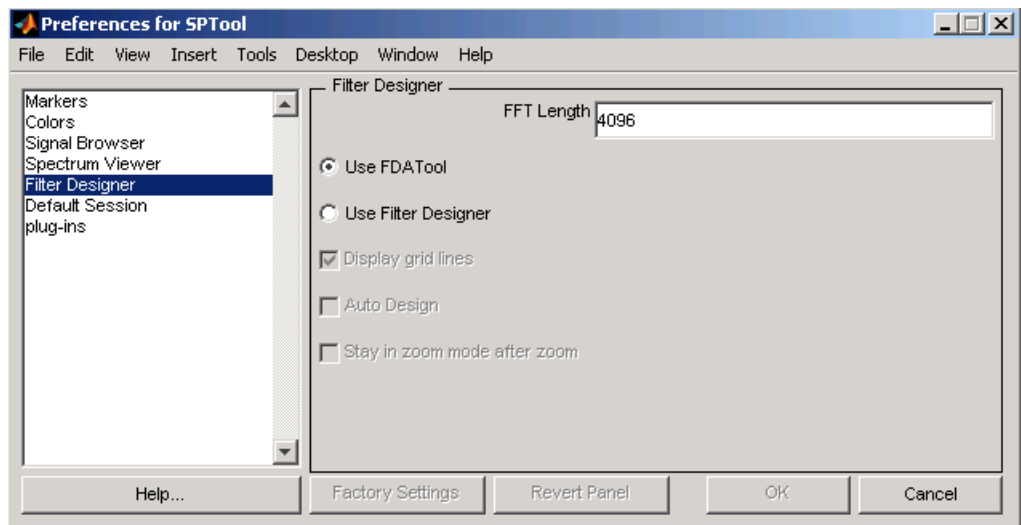 Preferences for SPTool
File Edit View Insert Tools Desktop Window Help
Markers
Colors
Signal Browser
Spectrum Viewer
Filter Designer
Default Session
plug-ins
Filter Designer
FFT Length 4096
Use FDATool
Use Filter Designer
Display grid lines
Auto Design
Stay in zoom mode after zoom
Help... Factory Settings Revert Panel OK Cancel